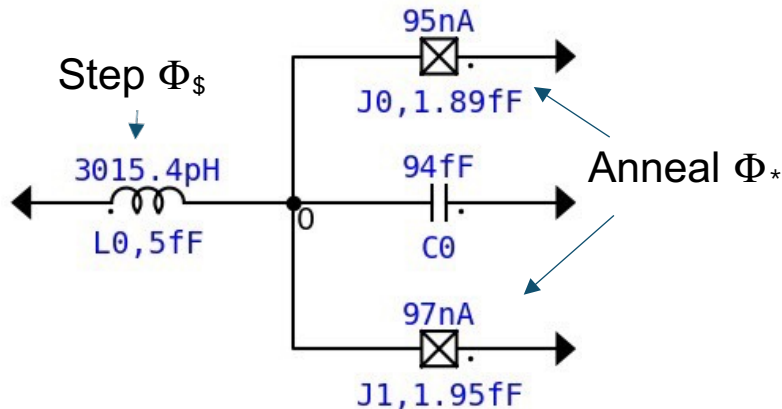 95nA
Step Φ$
J0,1.89fF
3015.4pH
94fF
Anneal Φ*
0
L0,5fF
C0
97nA
J1,1.95fF